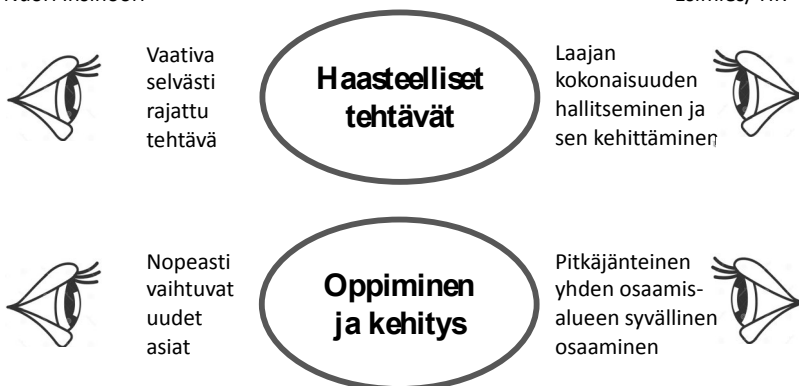 Vaativa
selvästi
rajattu
tehtävä
Haasteelliset
tehtävät
Laajan
kokonaisuuden
hallitseminen ja
sen kehittäminen
Nopeasti
vaihtuvat
uudet
asiat
Oppiminen
ja kehitys
Pitkäjänteinen
yhden osaamis-
alueen syvällinen
osaaminen